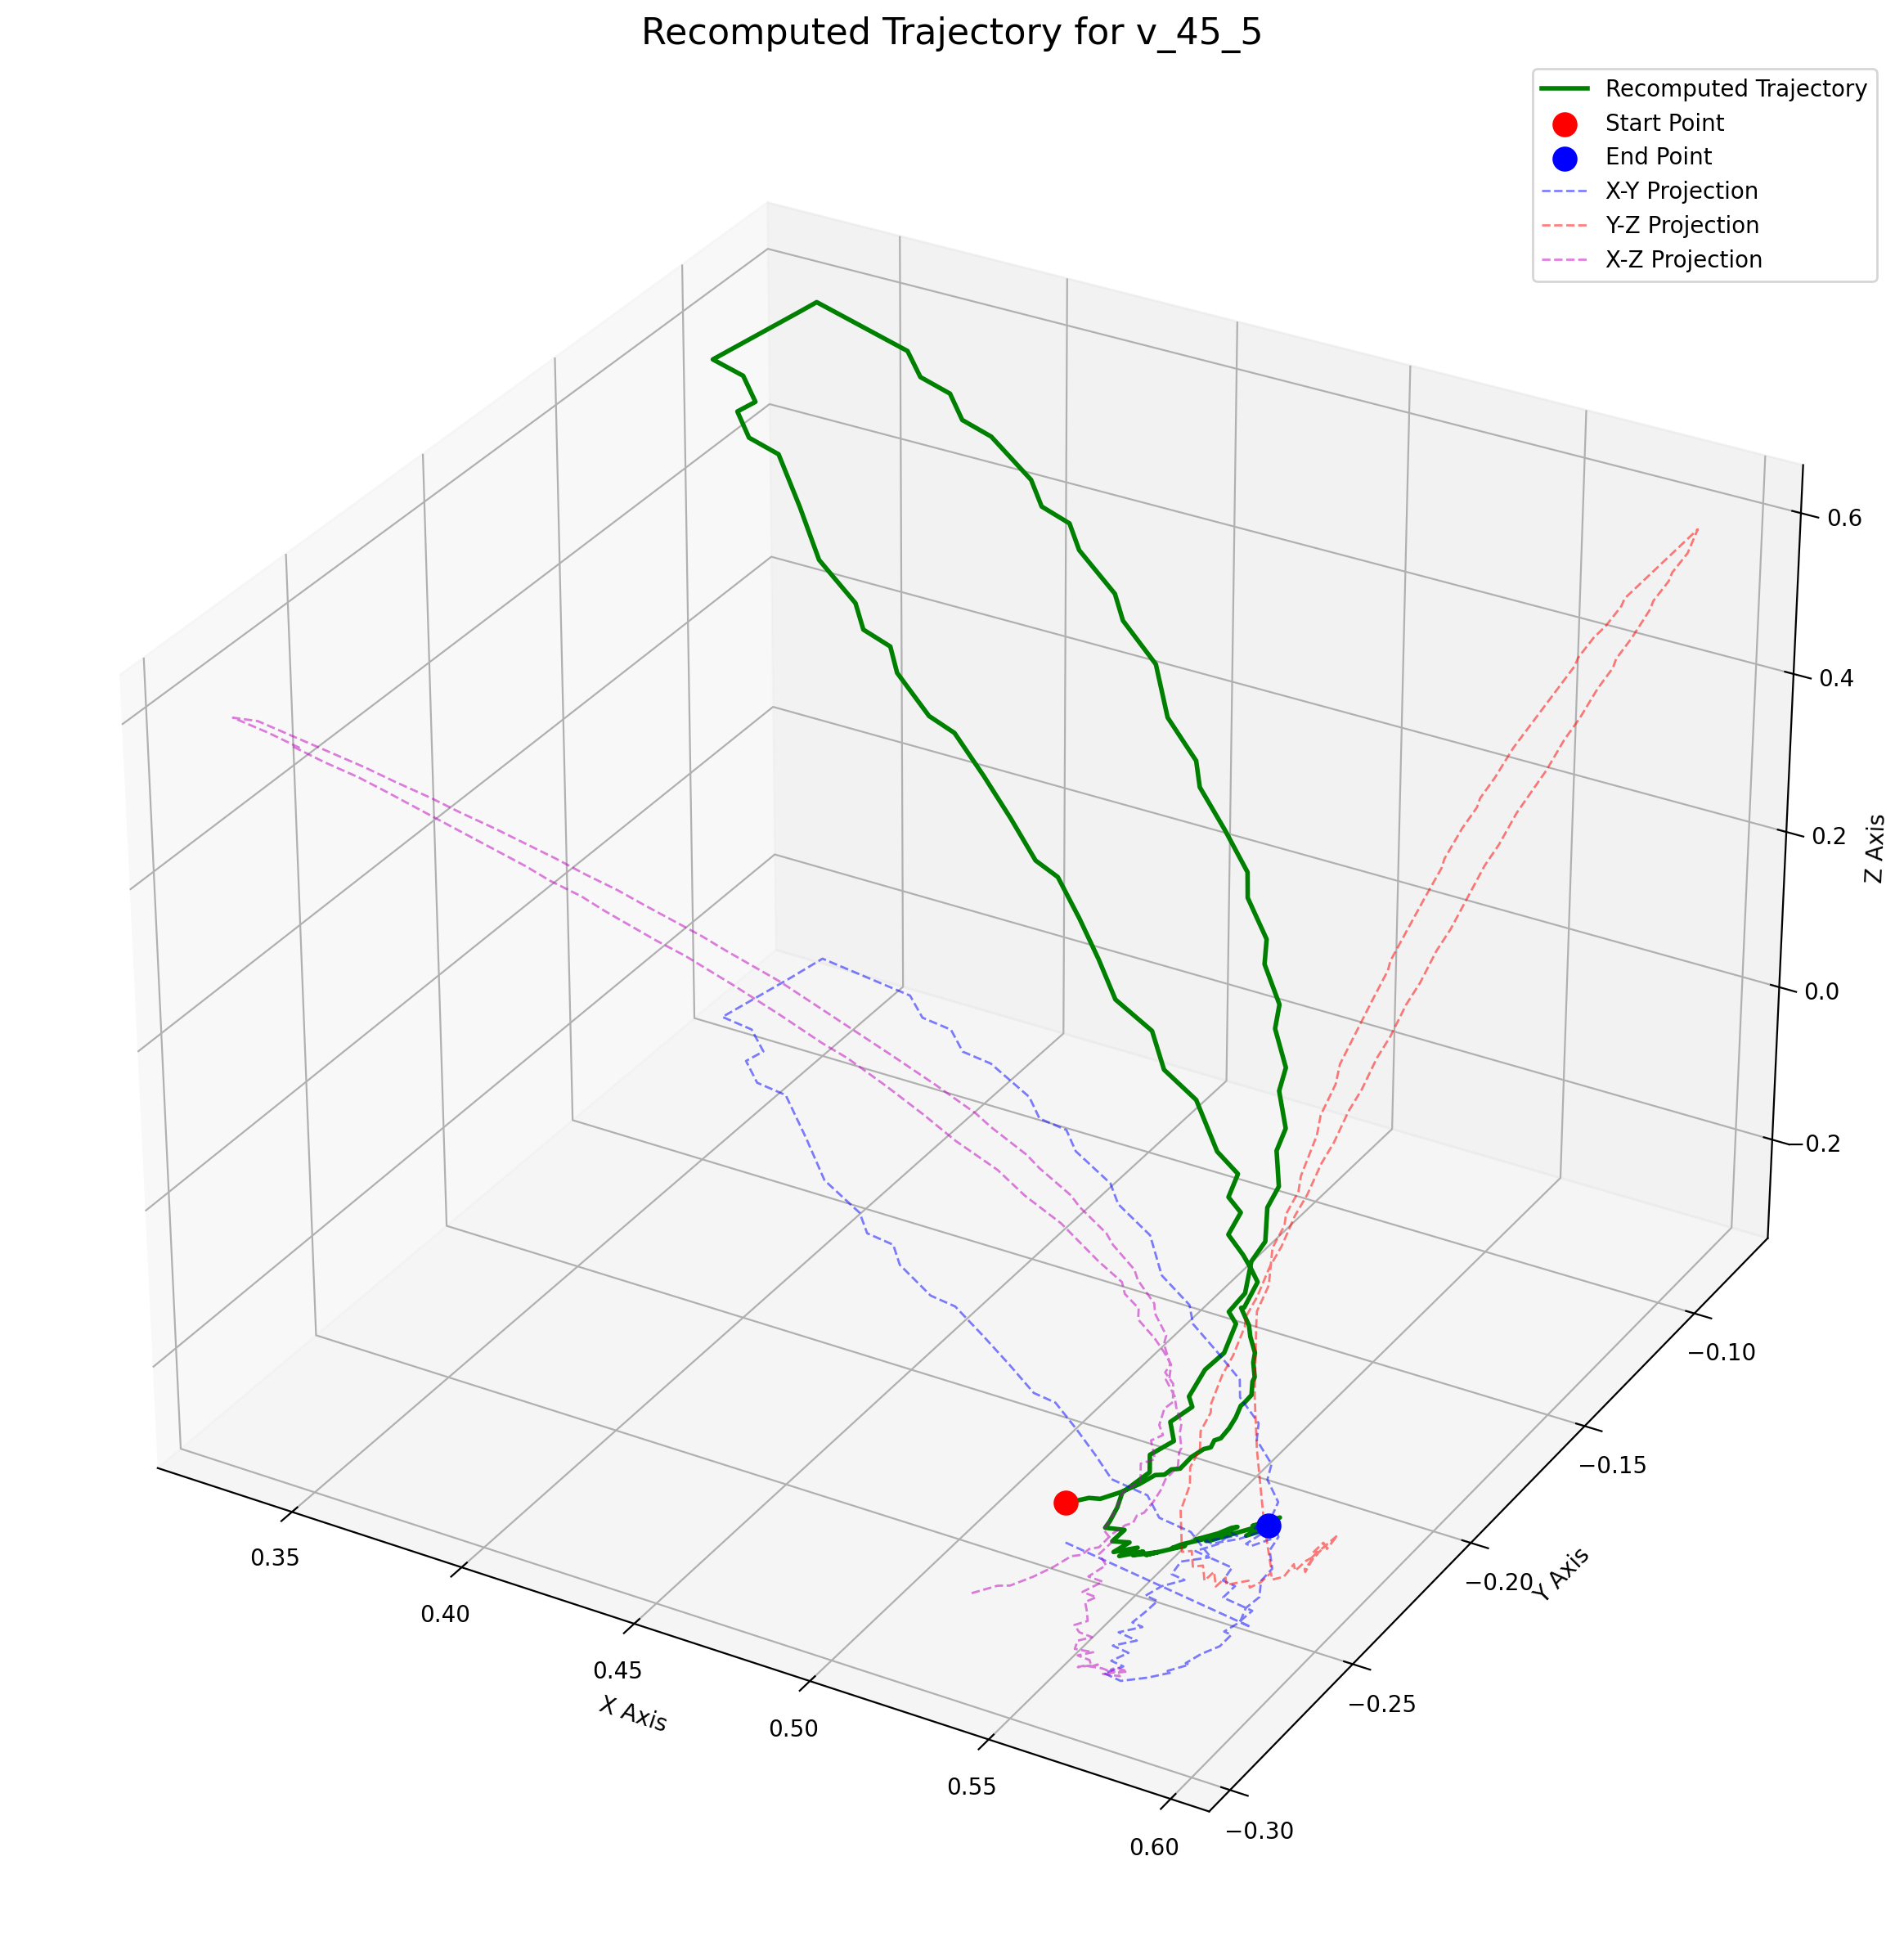 Recomputed Trajectory for v_45_5
Recomputed Trajectory
Start Point
End Point
X-Y Projection
Y-Z Projection
X-Z Projection
0.6
0.4
0.2
0.0
−0.2
Z Axis
−0.10
−0.15
−0.20
−0.25
−0.30
Y Axis
0.35
0.40
0.45
0.50
0.55
0.60
X Axis